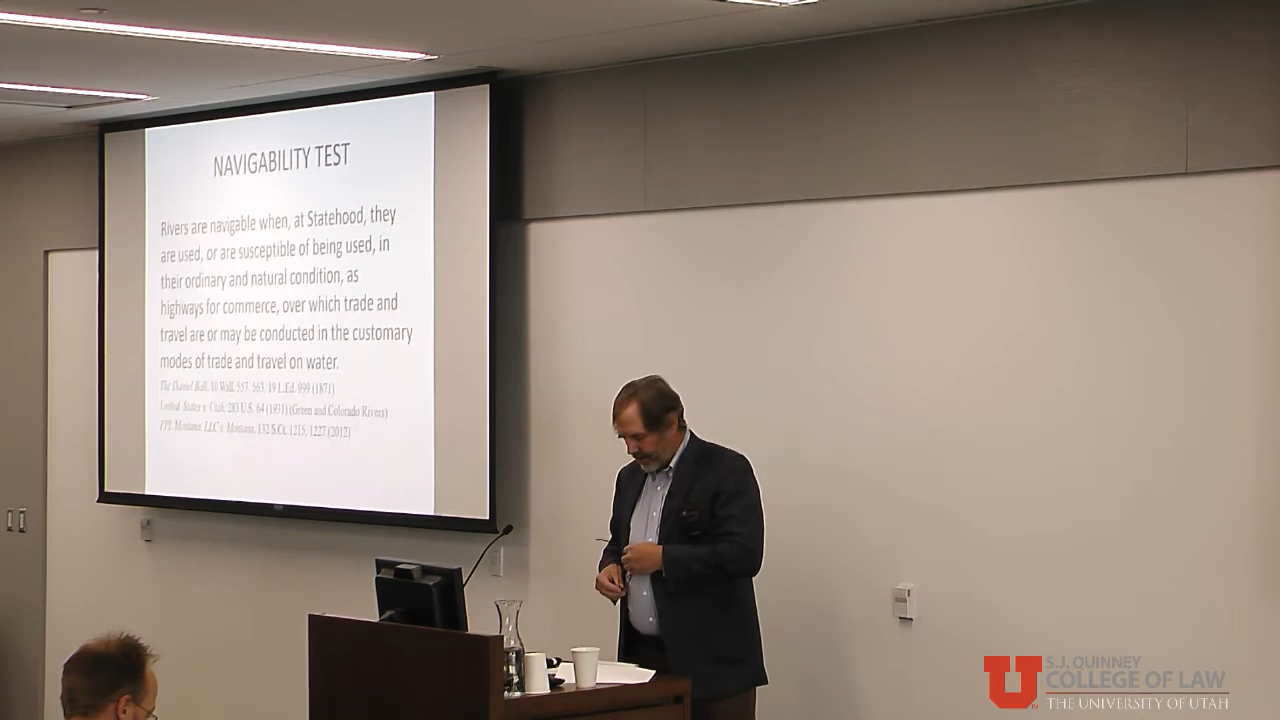 NAVIGABILITY TEST
Rivers are navigable when, at Statehood, they
are used, or are susceptible of being used, in
their ordinary and natural condition, as
highways for commerce, over which trade and
travel are or may be conducted in the customary
modes of trade and travel on water.
The Daniel Ball, 10 Wall. 557, 563, 19 L.Ed. 999 (1871)
United States v. Utah, 283 U.S. 64 (1931) (Green and Colorado Rivers)
PPL Montana, LLC v. Montana, 132 S.Ct. 1215, 1227 (2012)
U S.J. QUINNEY
COLLEGE OF LAW
THE UNIVERSITY OF UTAH